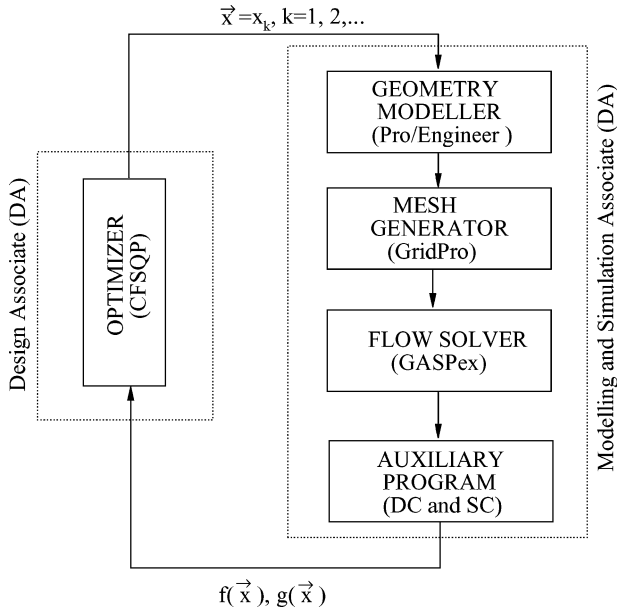 x⃗ =xₖ, k=1, 2,...
GEOMETRY
MODELLER
(Pro/Engineer )
MESH
GENERATOR
(GridPro)
FLOW SOLVER
(GASPex)
AUXILIARY
PROGRAM
(DC and SC)
Modelling and Simulation Associate (DA)
Design Associate (DA)
OPTIMIZER
(CFSQP)
f( x⃗ ), g( x⃗ )